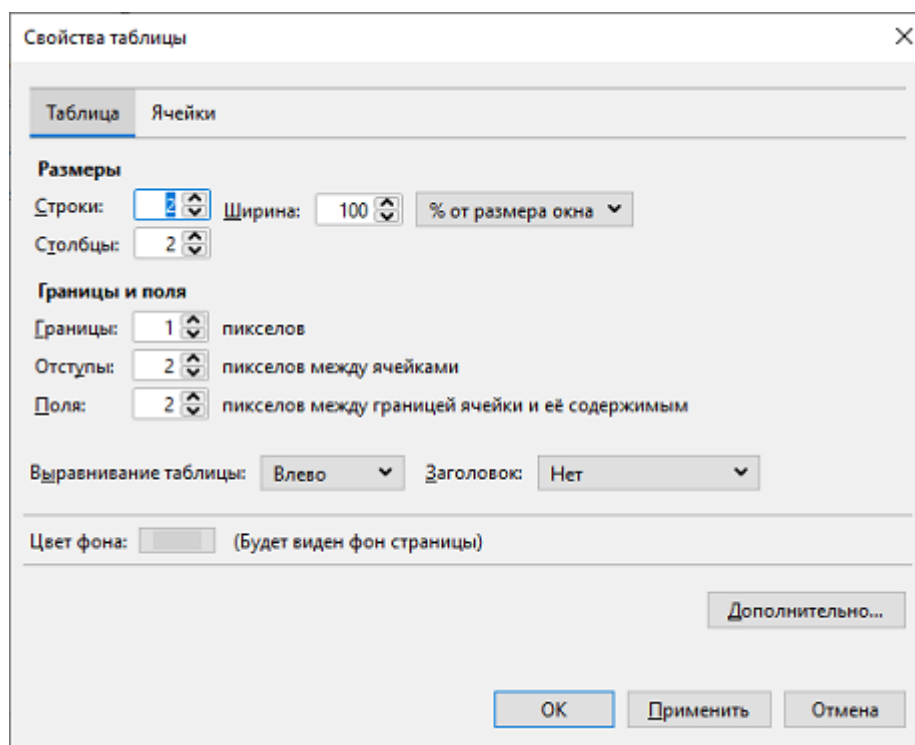 Свойства таблицы
Таблица Ячейки
Размеры
Строки: 2 Ширина: 100 % от размера окна
Столбцы: 2
Границы и поля
Границы: 1 пикселов
Отступы: 2 пикселов между ячейками
Поля: 2 пикселов между границей ячейки и её содержимым
Выравнивание таблицы: Влево Заголовок: Нет
Цвет фона: (Будет виден фон страницы)
Дополнительно...
OK Применить Отмена